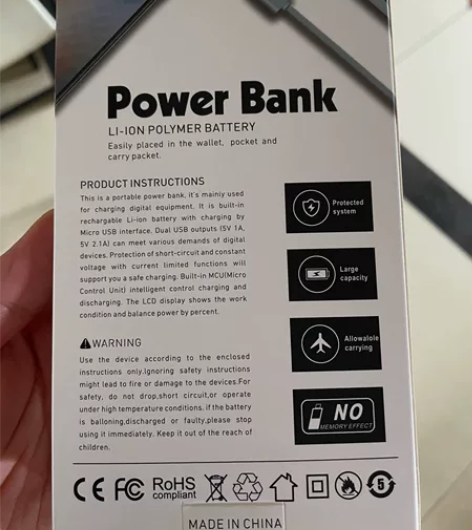 Power Bank
LI-ION POLYMER BATTERY
Easily placed in the wallet, pocket and
carry packet.
PRODUCT INSTRUCTIONS
This is a portable power bank, it's mainly used
for charging digital equipment. It is built-in
rechargable Li-ion battery with charging by
Micro USB interface. Dual USB outputs (5V 1A,
5V 2.1A) can meet various demands of digital
devices. Protection of short-circuit and constant
voltage with current limited functions will
support you a safe charging. Built-in MCU(Micro
Control Unit) intelligent control charging and
discharging. The LCD display shows the work
condition and balance power by percent.
WARNING
Use the device according to the enclosed
instructions only.Ignoring safety instructions
might lead to fire or damage to the devices.For
safety, do not drop,short circuit,or operate
under high temperature conditions. if the battery
is ballooning,discharged or faulty,please stop
using it immediately. Keep it out of the reach of
children.
Protected
system
Large
capacity
Allowalole
carrying
NO
MEMORY EFFECT
CE FC RoHS
compliant
5
MADE IN CHINA